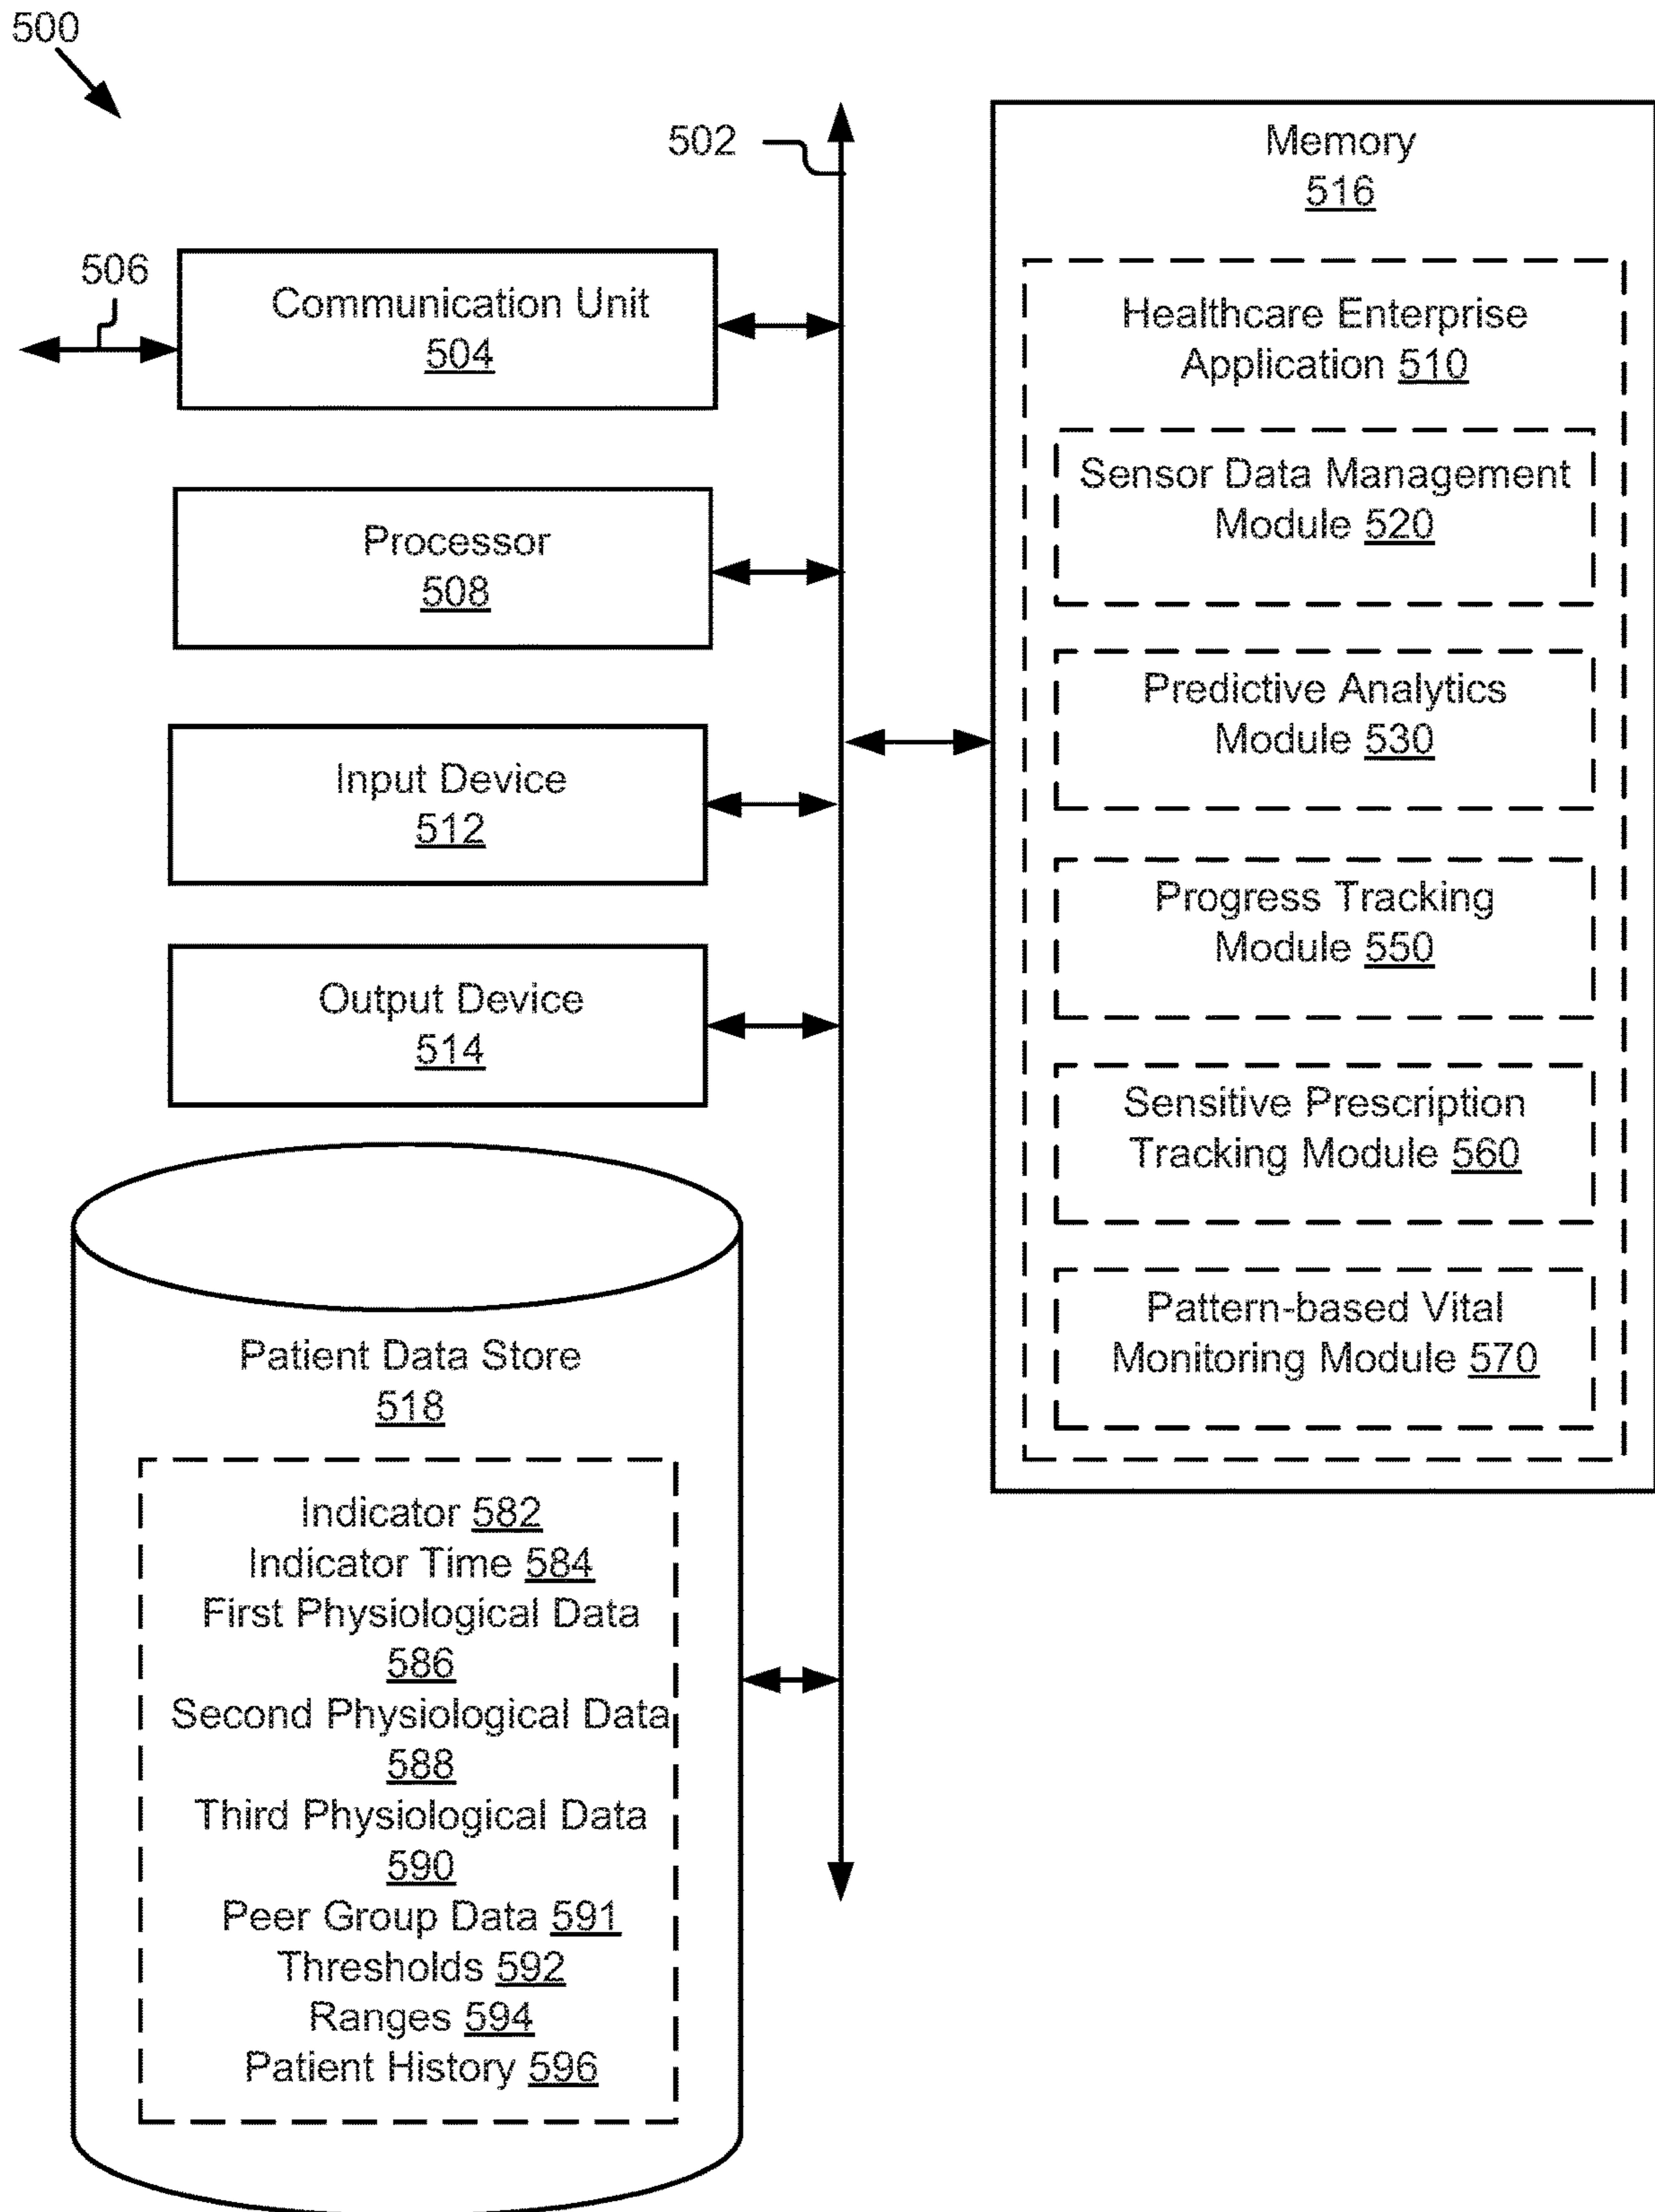 500
502
506
Communication Unit
504
Processor
508
Input Device
512
Output Device
514
Patient Data Store
518
Indicator 582
Indicator Time 584
First Physiological Data
586
Second Physiological Data
588
Third Physiological Data
590
Peer Group Data 591
Thresholds 592
Ranges 594
Patient History 596
Memory
516
Healthcare Enterprise
Application 510
Sensor Data Management
Module 520
Predictive Analytics
Module 530
Progress Tracking
Module 550
Sensitive Prescription
Tracking Module 560
Pattern-based Vital
Monitoring Module 570